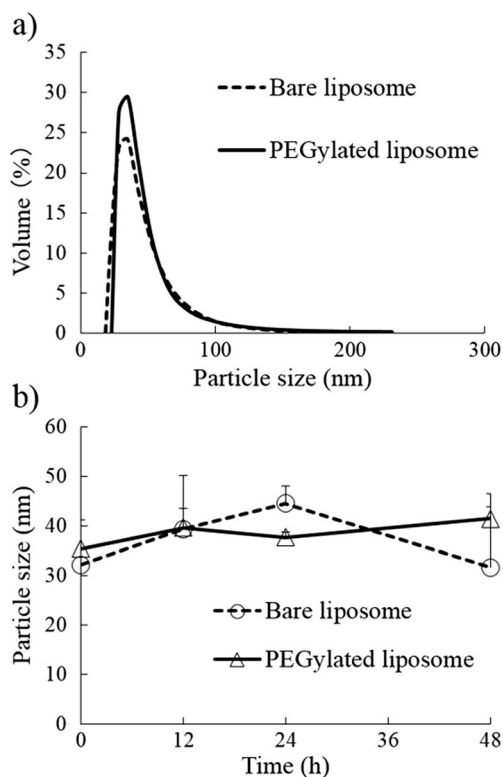 a)
35
30
25
20
15
10
5
0
Volume (%)
Bare liposome
PEGylated liposome
0 100 200 300
Particle size (nm)
b)
60
50
40
30
20
10
0
Particle size (nm)
Bare liposome
PEGylated liposome
0 12 24 36 48
Time (h)